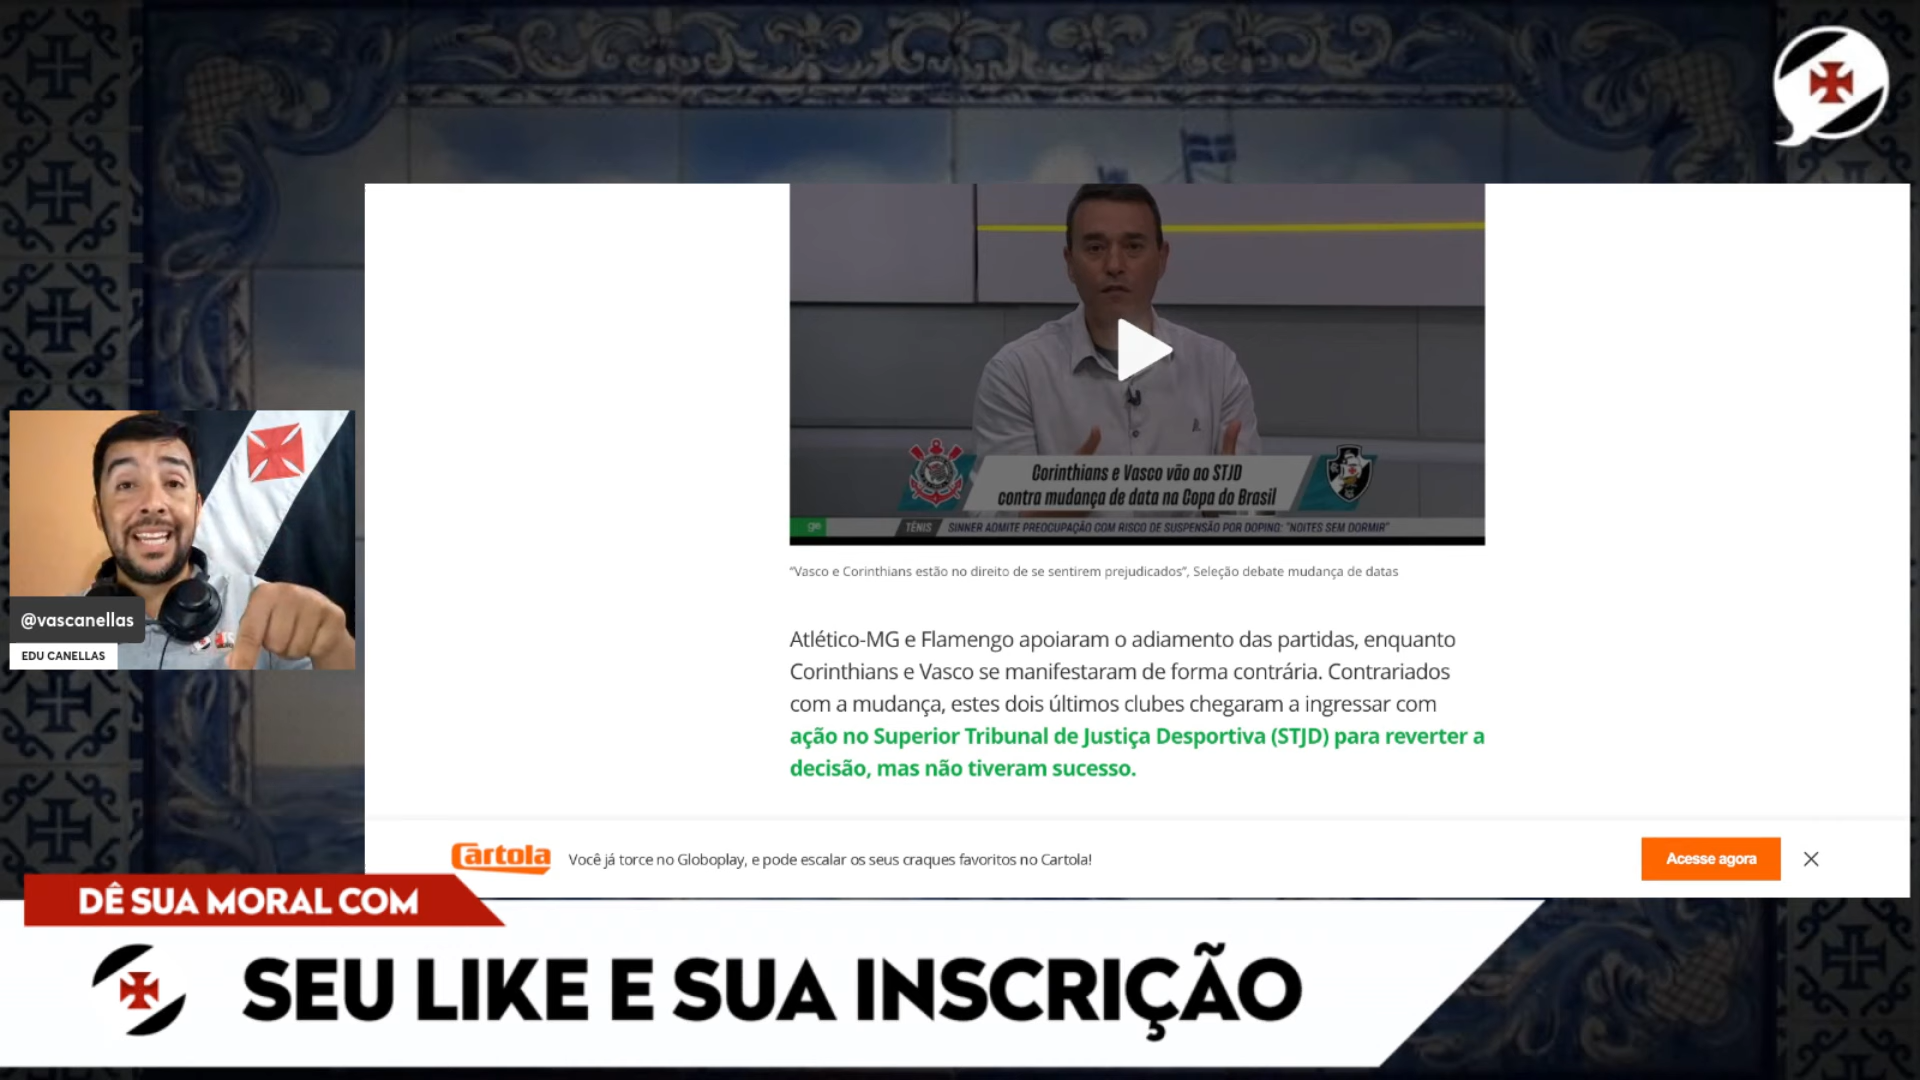 Corinthians e Vasco vão ao STJD
contra mudança de data na Copa do Brasil
ge TÊNIS SINNER ADMITE PREOCUPAÇÃO COM RISCO DE SUSPENSÃO POR DOPING: "NOITES SEM DORMIR"
"Vasco e Corinthians estão no direito de se sentirem prejudicados", Seleção debate mudança de datas
@vascanellas
EDU CANELLAS
Atlético-MG e Flamengo apoiaram o adiamento das partidas, enquanto
Corinthians e Vasco se manifestaram de forma contrária. Contrariados
com a mudança, estes dois últimos clubes chegaram a ingressar com
ação no Superior Tribunal de Justiça Desportiva (STJD) para reverter a
decisão, mas não tiveram sucesso.
Cartola Você já torce no Globoplay, e pode escalar os seus craques favoritos no Cartola! Acesse agora
DÊ SUA MORAL COM
SEU LIKE E SUA INSCRIÇÃO